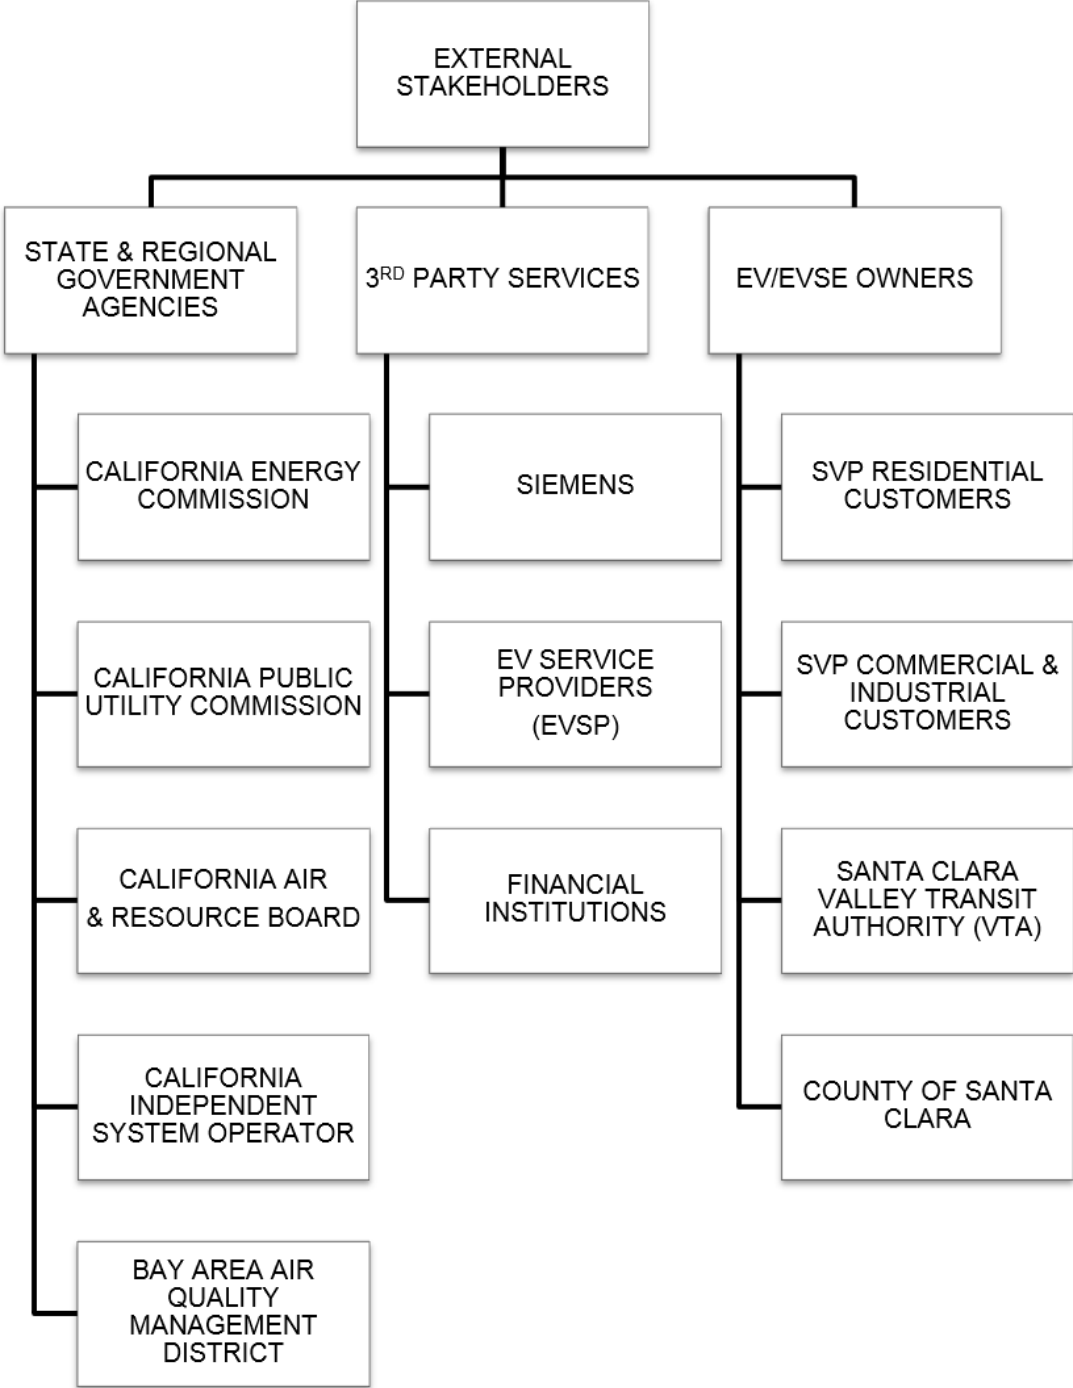 EXTERNAL
STAKEHOLDERS
STATE & REGIONAL
GOVERNMENT
AGENCIES
CALIFORNIA ENERGY
COMMISSION
CALIFORNIA PUBLIC
UTILITY COMMISSION
CALIFORNIA AIR
& RESOURCE BOARD
CALIFORNIA
INDEPENDENT
SYSTEM OPERATOR
BAY AREA AIR
QUALITY
MANAGEMENT
DISTRICT
3RD PARTY SERVICES
SIEMENS
EV SERVICE
PROVIDERS
(EVSP)
FINANCIAL
INSTITUTIONS
EV/EVSE OWNERS
SVP RESIDENTIAL
CUSTOMERS
SVP COMMERCIAL &
INDUSTRIAL
CUSTOMERS
SANTA CLARA
VALLEY TRANSIT
AUTHORITY (VTA)
COUNTY OF SANTA
CLARA